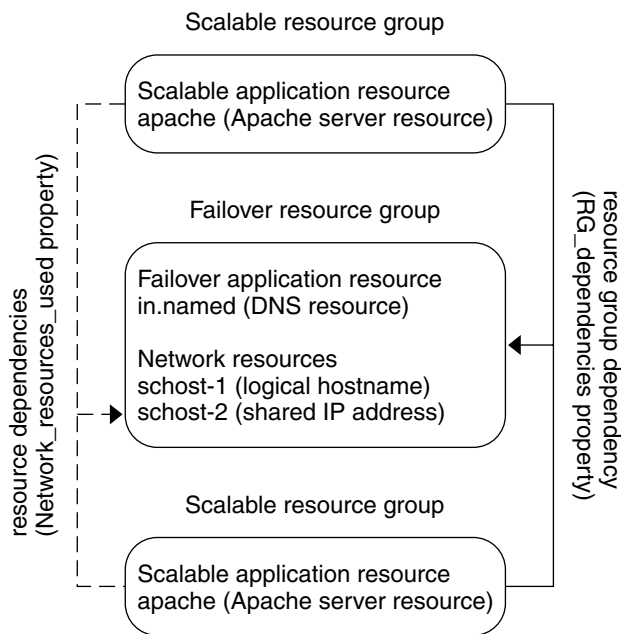 Scalable resource group
Scalable application resource
apache (Apache server resource)
Failover resource group
Failover application resource
in.named (DNS resource)
Network resources
schost-1 (logical hostname)
schost-2 (shared IP address)
Scalable resource group
Scalable application resource
apache (Apache server resource)
resource dependencies
(Network_resources_used property)
resource group dependency
(RG_dependencies property)